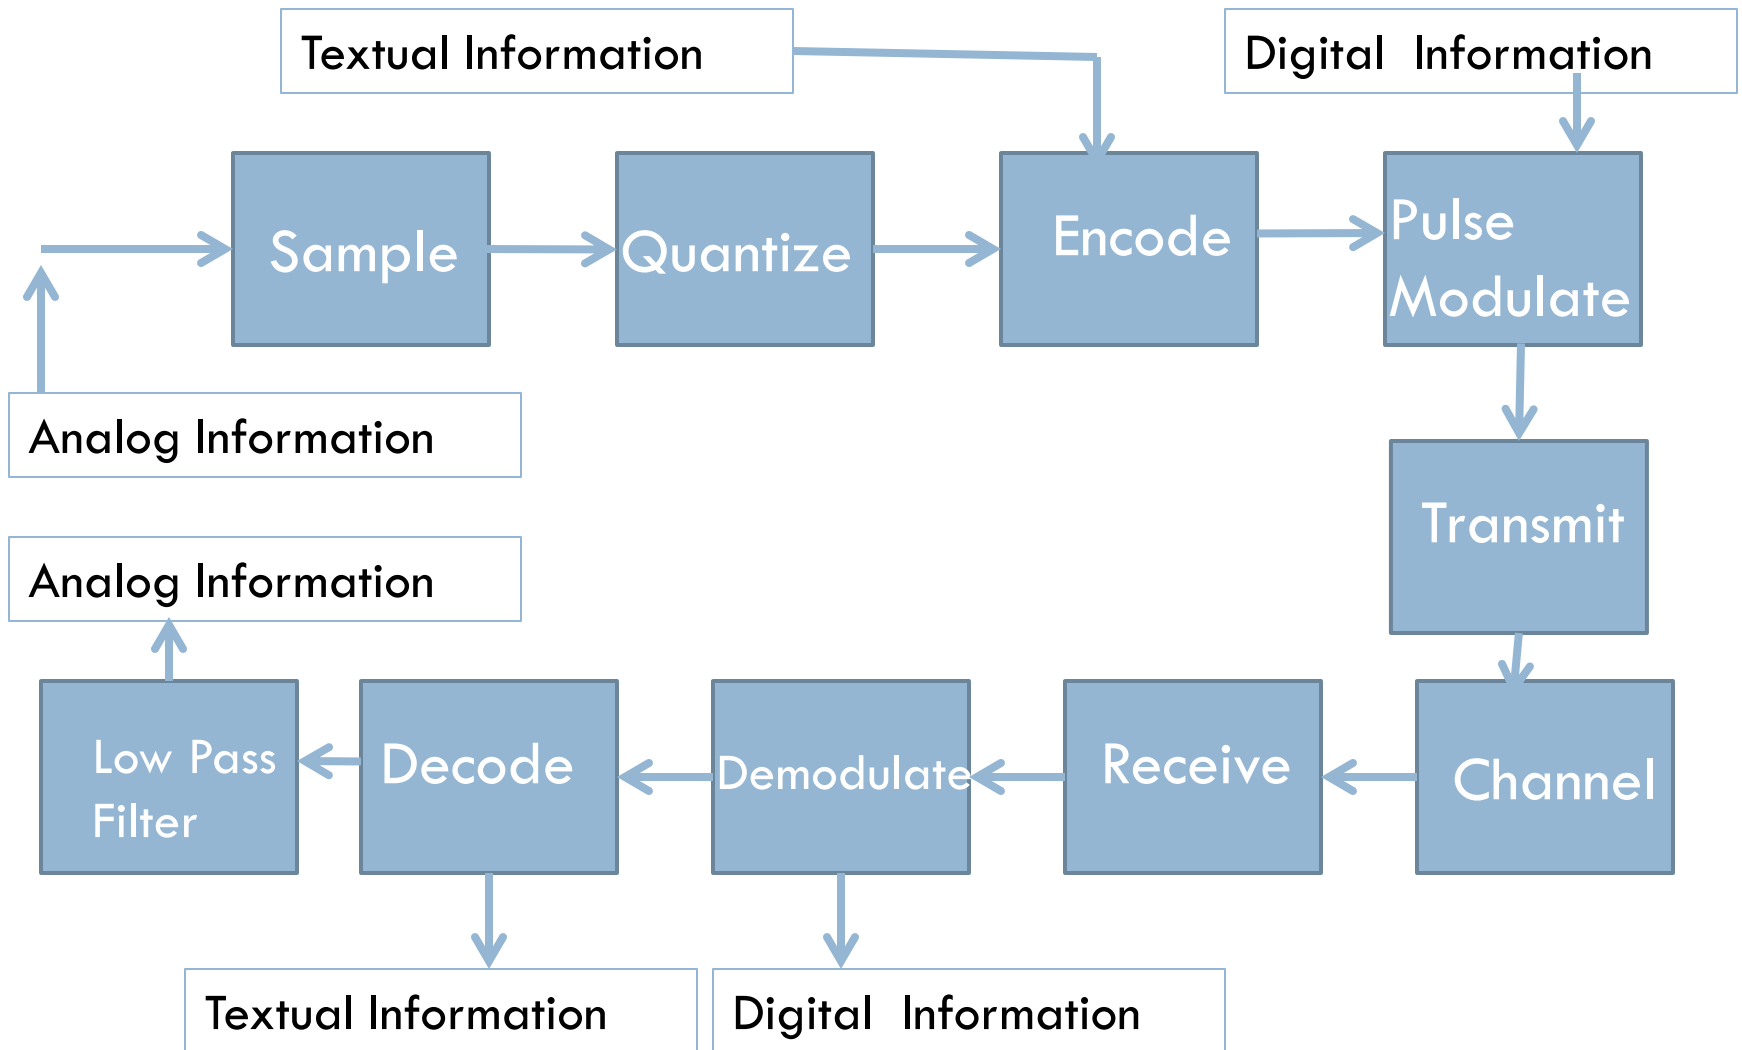 Textual Information
Digital  Information
Sample
Quantize
Encode
Pulse
Modulate
Analog Information
Transmit
Analog Information
Low Pass
Filter
Decode
Demodulate
Receive
Channel
Textual Information
Digital  Information